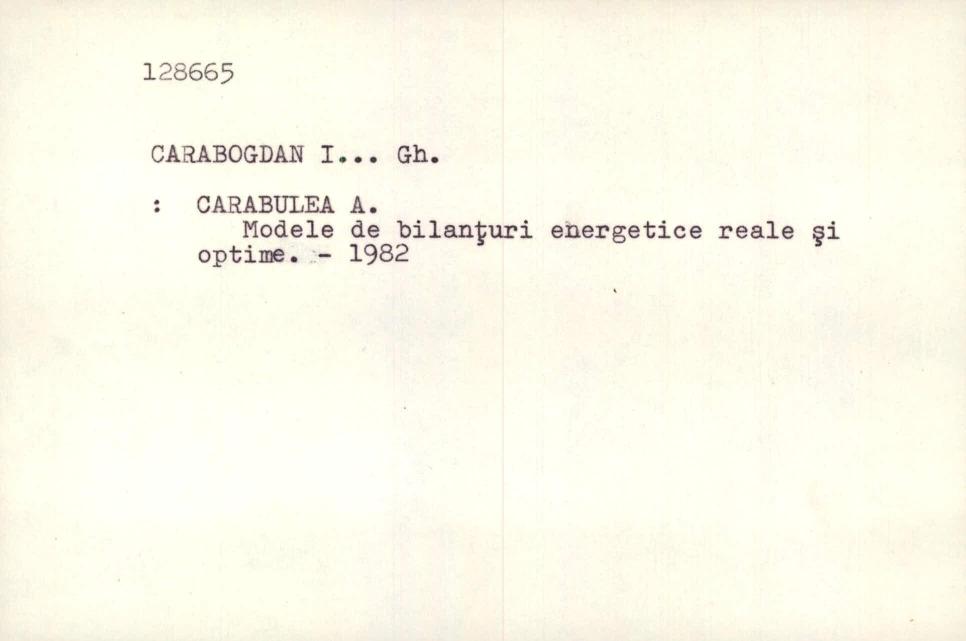 128665
CARABOGDAN I... Gh.
: CARABULEA A.
Modele de bilanţuri energetice reale şi
optime. - 1982